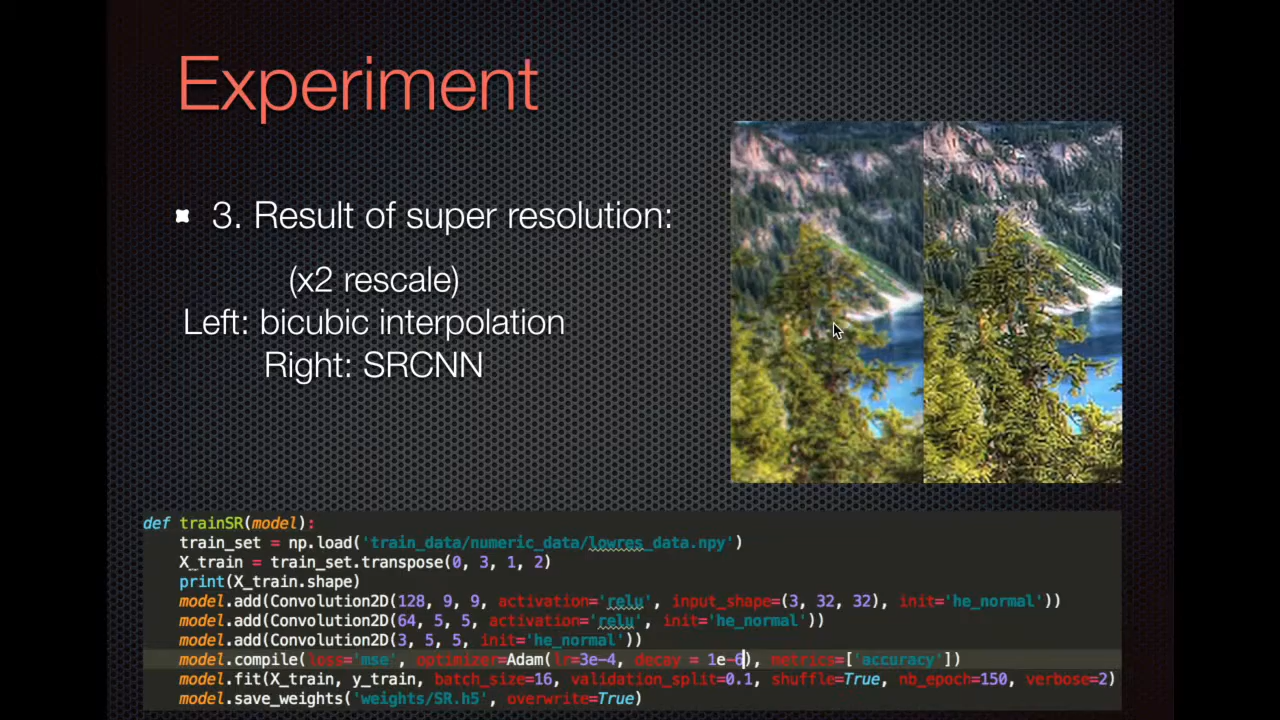 Experiment
3. Result of super resolution:
(x2 rescale)
Left: bicubic interpolation
Right: SRCNN
def trainSR(model):
train_set = np.load('train_data/numeric_data/lowres_data.npy')
X_train = train_set.transpose(0, 3, 1, 2)
print(X_train.shape)
model.add(Convolution2D(128, 9, 9, activation='relu', input_shape=(3, 32, 32), init='he_normal'))
model.add(Convolution2D(64, 5, 5, activation='relu', init='he_normal'))
model.add(Convolution2D(3, 5, 5, init='he_normal'))
model.compile(loss='mse', optimizer=Adam(lr=3e-4, decay = 1e-6), metrics=['accuracy'])
model.fit(X_train, y_train, batch_size=16, validation_split=0.1, shuffle=True, nb_epoch=150, verbose=2)
model.save_weights('weights/SR.h5', overwrite=True)